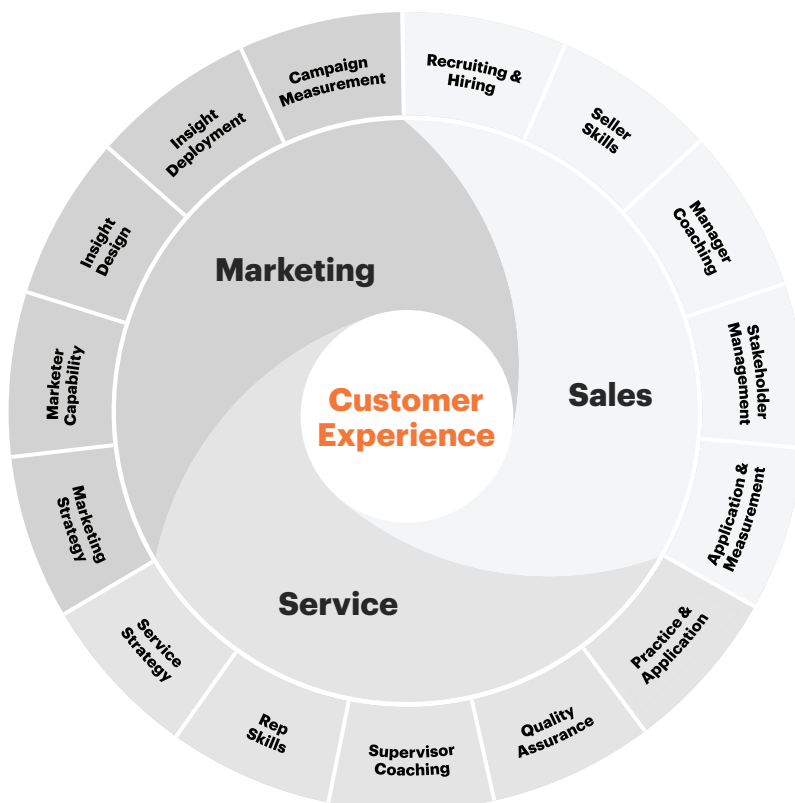 Recruiting &
Hiring
Seller
Skills
Manager
Coaching
Stakeholder
Management
Application &
Measurement
Practice &
Application
Quality
Assurance
Supervisor
Coaching
Rep
Skills
Service
Strategy
Marketing
Strategy
Marketer
Capability
Insight
Design
Insight
Deployment
Campaign
Measurement
Marketing
Sales
Service
Customer
Experience